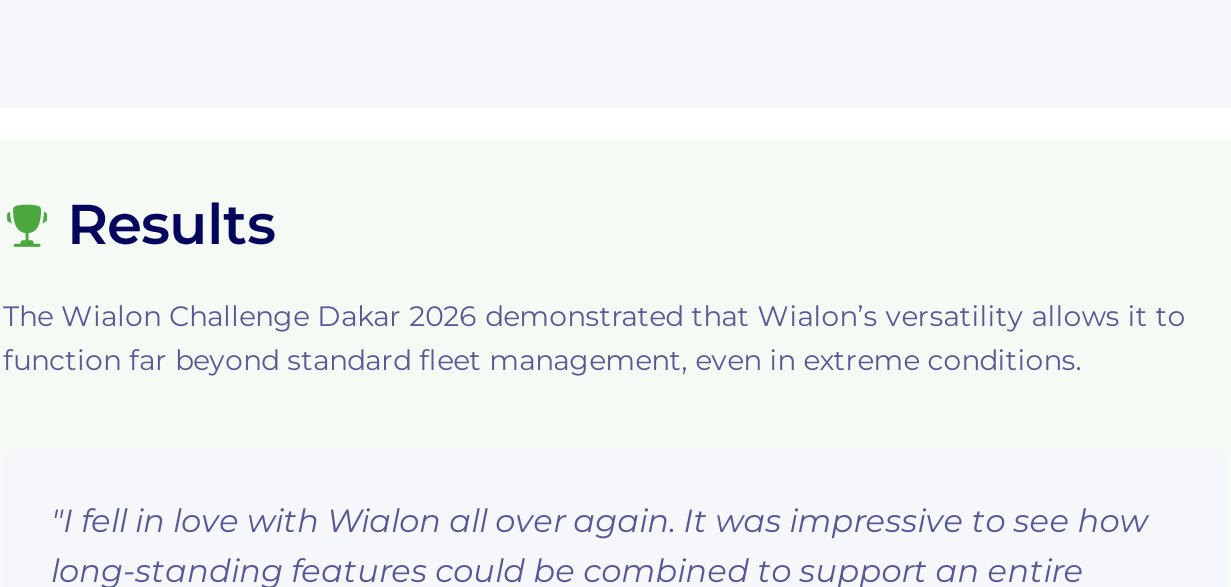 Results
The Wialon Challenge Dakar 2026 demonstrated that Wialon’s versatility allows it to
function far beyond standard fleet management, even in extreme conditions.
"I fell in love with Wialon all over again. It was impressive to see how
long-standing features could be combined to support an entire